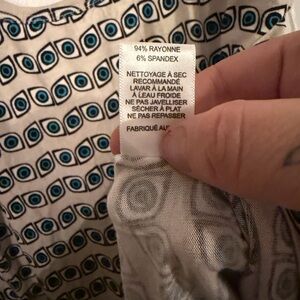 94% RAYONNE
6% SPANDEX
NETTOYAGE À SEC
RECOMMANDÉ
LAVAR À LA MAIN
À L'EAU FROIDE
NE PAS JAVELLISER
SÉCHER À PLAT
NE PAS REPASSER
FABRIQUÉ AU